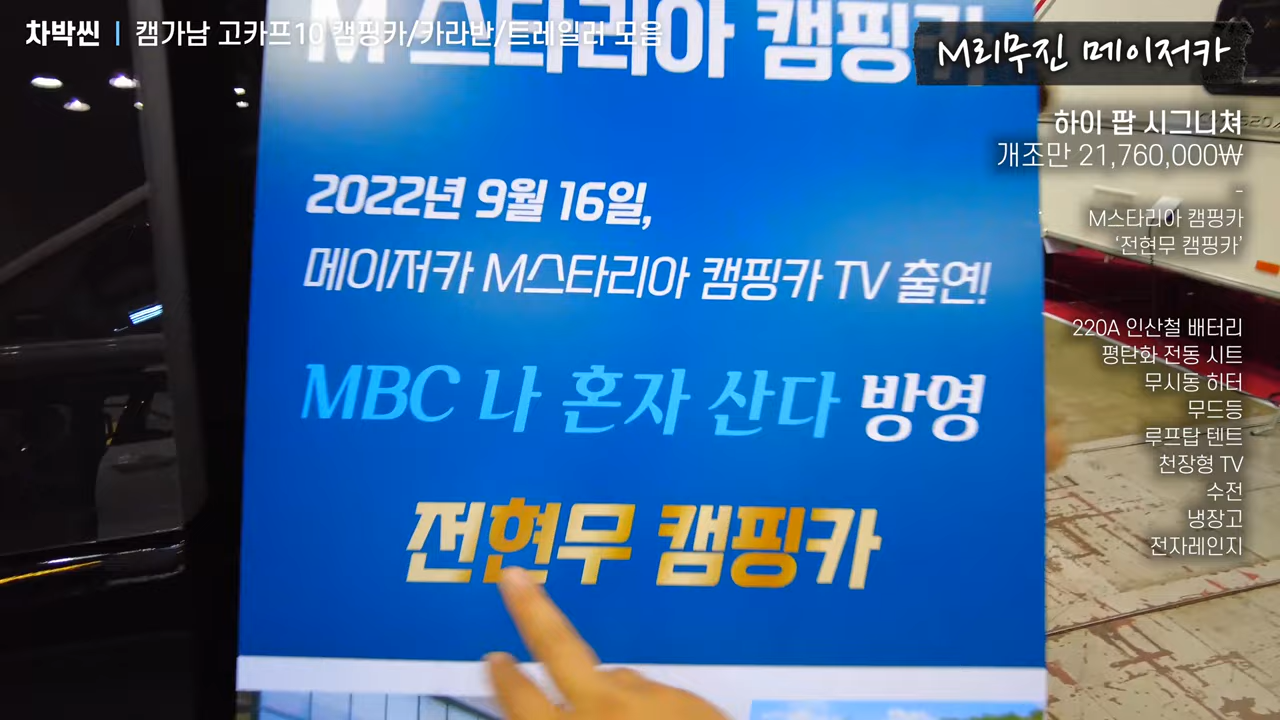 차박씬 | 캠가남 고카프10 캠핑카/카라반/트레일러 모음
M스타리아 캠핑카
2022년 9월 16일,
메이저카 M스타리아 캠핑카 TV 출연!
MBC 나 혼자 산다 방영
전현무 캠핑카
M리무진 메이저카
하이 팝 시그니쳐
개조만 21,760,000₩
-
M스타리아 캠핑카
‘전현무 캠핑카’
220A 인산철 배터리
평탄화 전동 시트
무시동 히터
무드등
루프탑 텐트
천장형 TV
수전
냉장고
전자레인지